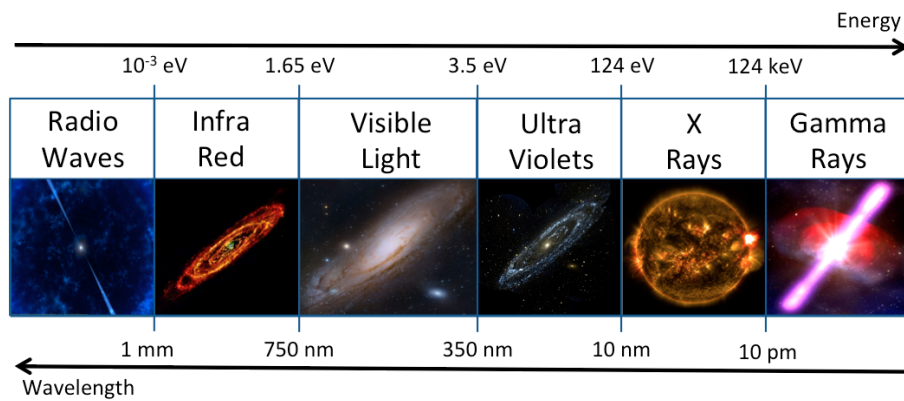 Energy
10⁻³ eV 1.65 eV 3.5 eV 124 eV 124 keV
Radio Infra Visible Ultra X Gamma
Waves Red Light Violets Rays Rays
1 mm 750 nm 350 nm 10 nm 10 pm
Wavelength